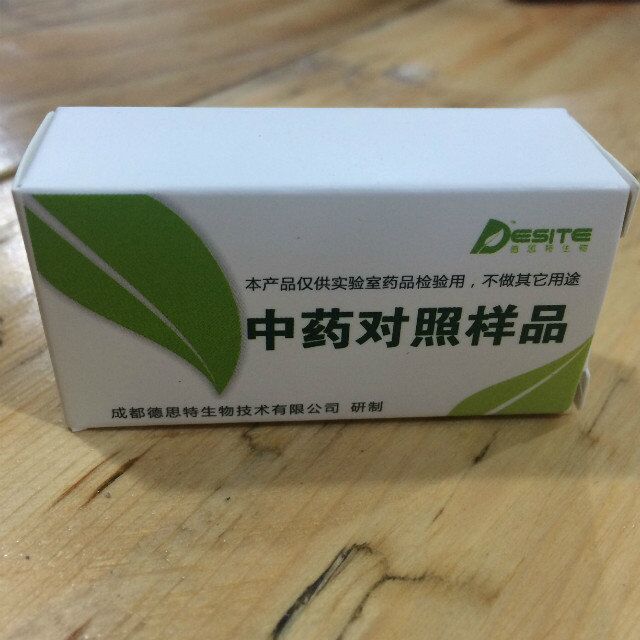 DESITE
本产品仅供实验室药品检验用，不做其它用途
中药对照样品
成都德思特生物技术有限公司 研制